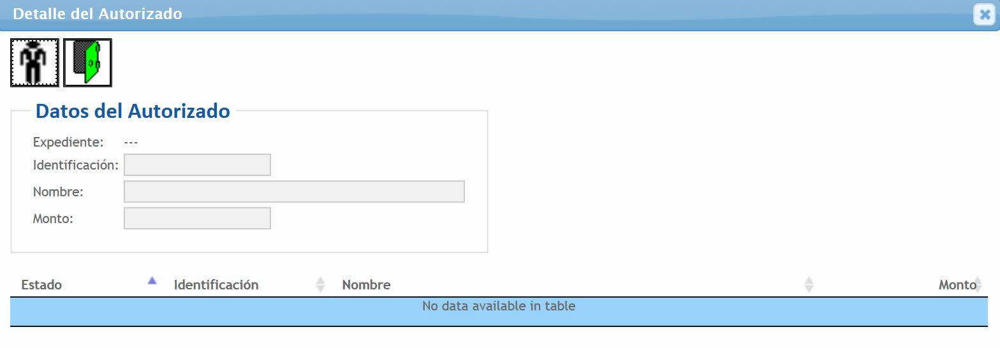 Detalle del Autorizado
Datos del Autorizado
Expediente: ---
Identificación:
Nombre:
Monto:
Estado Identificación Nombre Monto
No data available in table